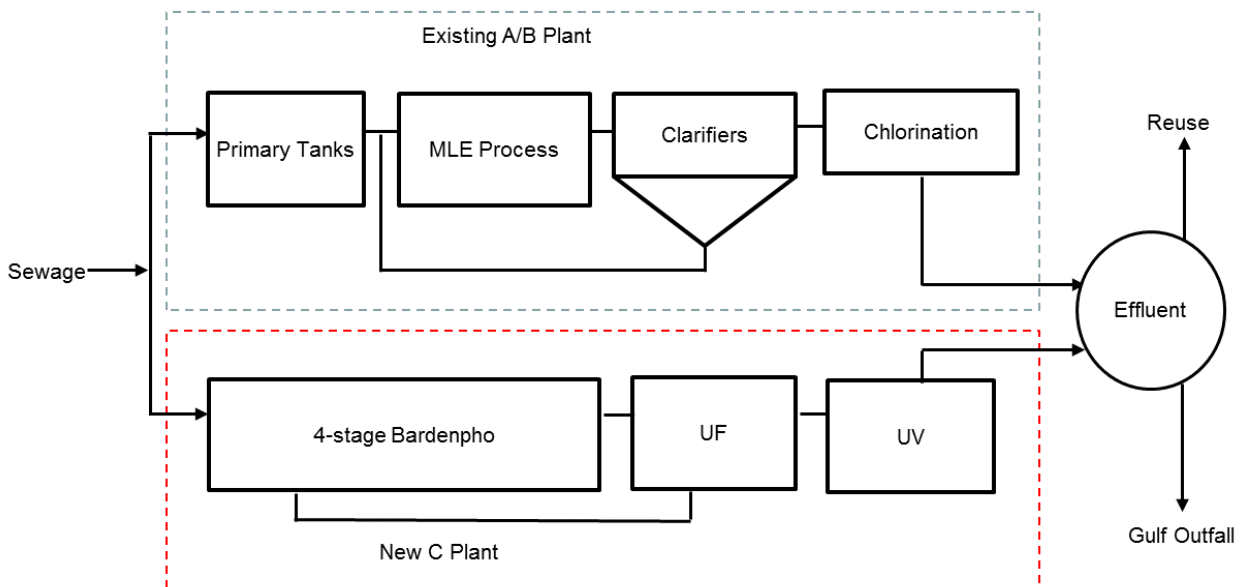 Existing A/B Plant
Primary Tanks
MLE Process
Clarifiers
Chlorination
Reuse
Sewage
Effluent
4-stage Bardenpho
UF
UV
New C Plant
Gulf Outfall